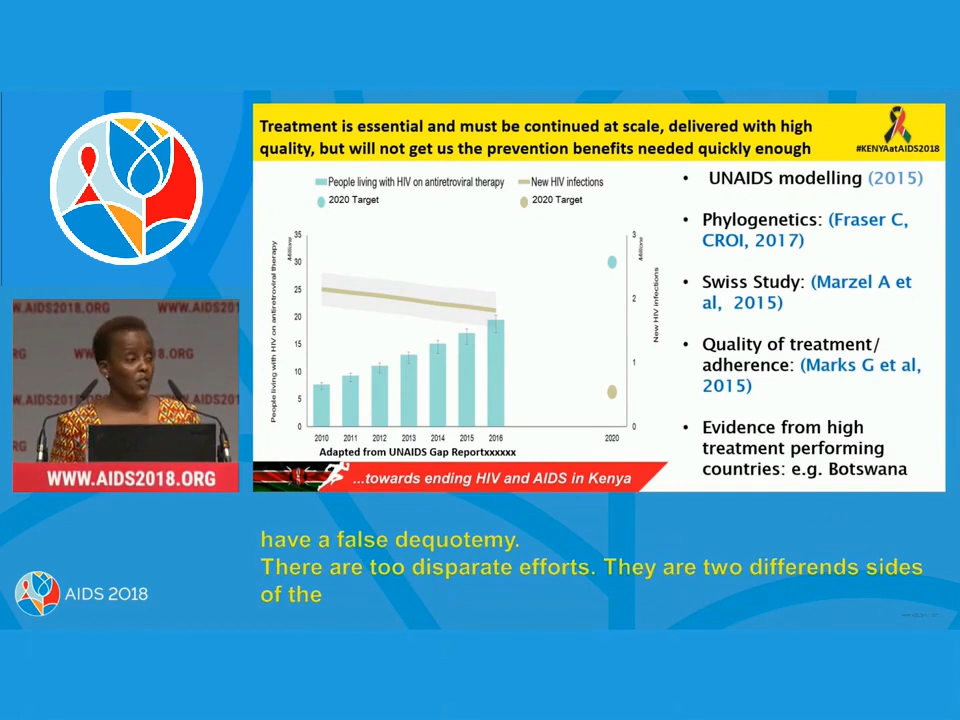 Treatment is essential and must be continued at scale, delivered with high
quality, but will not get us the prevention benefits needed quickly enough
#KENYAatAIDS2018
People living with HIV on antiretroviral therapy
New HIV infections
2020 Target
2020 Target
People living with HIV on antiretroviral therapy
Millions
35
30
25
20
15
10
5
0
3
2
1
0
Millions
New HIV infections
2010 2011 2012 2013 2014 2015 2016 2020
Adapted from UNAIDS Gap Reportxxxxxx
...towards ending HIV and AIDS in Kenya
• UNAIDS modelling (2015)
• Phylogenetics: (Fraser C,
CROI, 2017)
• Swiss Study: (Marzel A et
al, 2015)
• Quality of treatment/
adherence: (Marks G et al,
2015)
• Evidence from high
treatment performing
countries: e.g. Botswana
WWW.AIDS2018.ORG
WWW.AIDS2018.ORG
AIDS 2018
have a false dequotemy.
There are too disparate efforts. They are two differends sides
of the